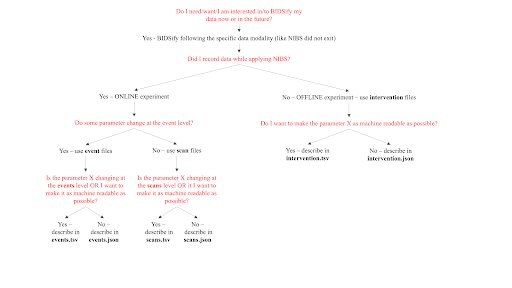 Do I need/want/I am interested in/to BIDSify my
data now or in the future?
Yes - BIDSify following the specific data modality (like NIBS did not exit)
Did I record data while applying NIBS?
Yes – ONLINE experiment
No – OFFLINE experiment – use intervention files
Do some parameter change at the event level?
Do I want to make the parameter X as machine readable as possible?
Yes – use event files
No – use scan files
Yes – describe in
intervention.tsv
No – describe in
intervention.json
Is the parameter X changing at
the events level OR I want to
make it as machine readable as
possible?
Is the parameter X changing at
the scans level OR it I want to
make it as machine readable as
possible?
Yes –
describe in
events.tsv
No –
describe in
events.json
Yes –
describe in
scans.tsv
No –
describe in
scans.json